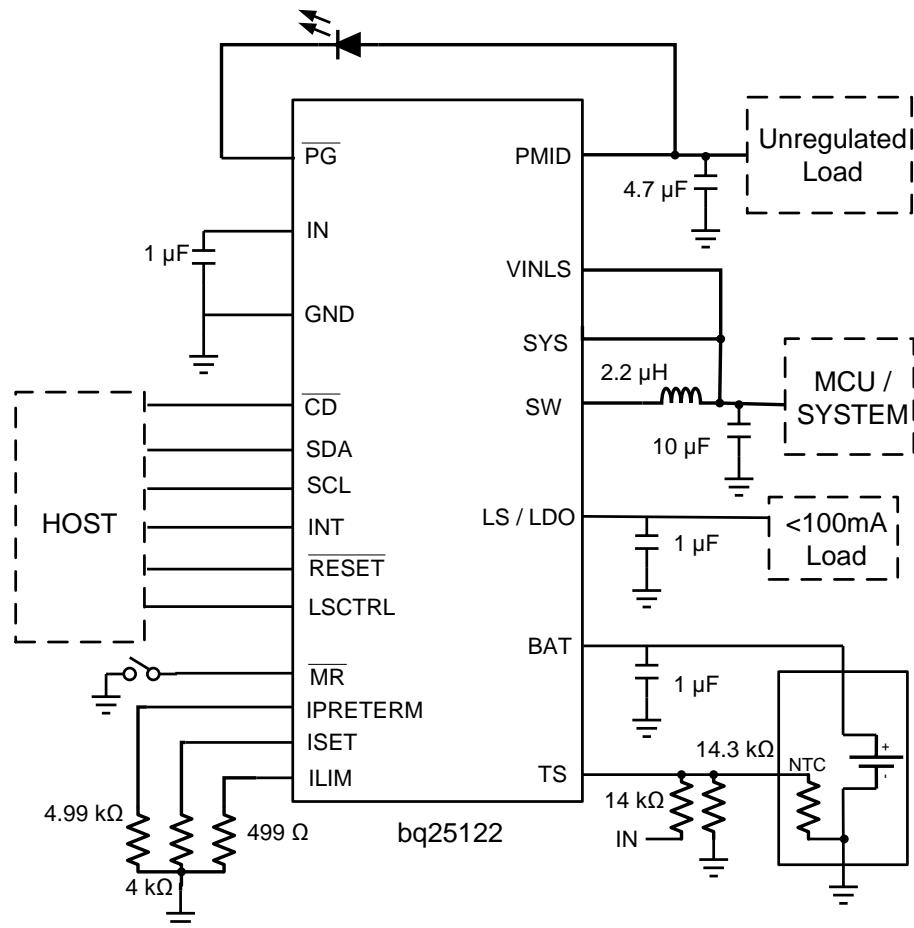 PG
PMID
Unregulated
Load
4.7 µF
IN
1 µF
VINLS
GND
SYS
2.2 µH
MCU /
SYSTEM
CD
SW
10 µF
SDA
SCL
HOST
INT
LS / LDO
<100mA
Load
1 µF
RESET
LSCTRL
BAT
MR
1 µF
IPRETERM
ISET
14.3 kΩ
NTC
+
-
ILIM
TS
4.99 kΩ
499 Ω
14 kΩ
IN
bq25122
4 kΩ